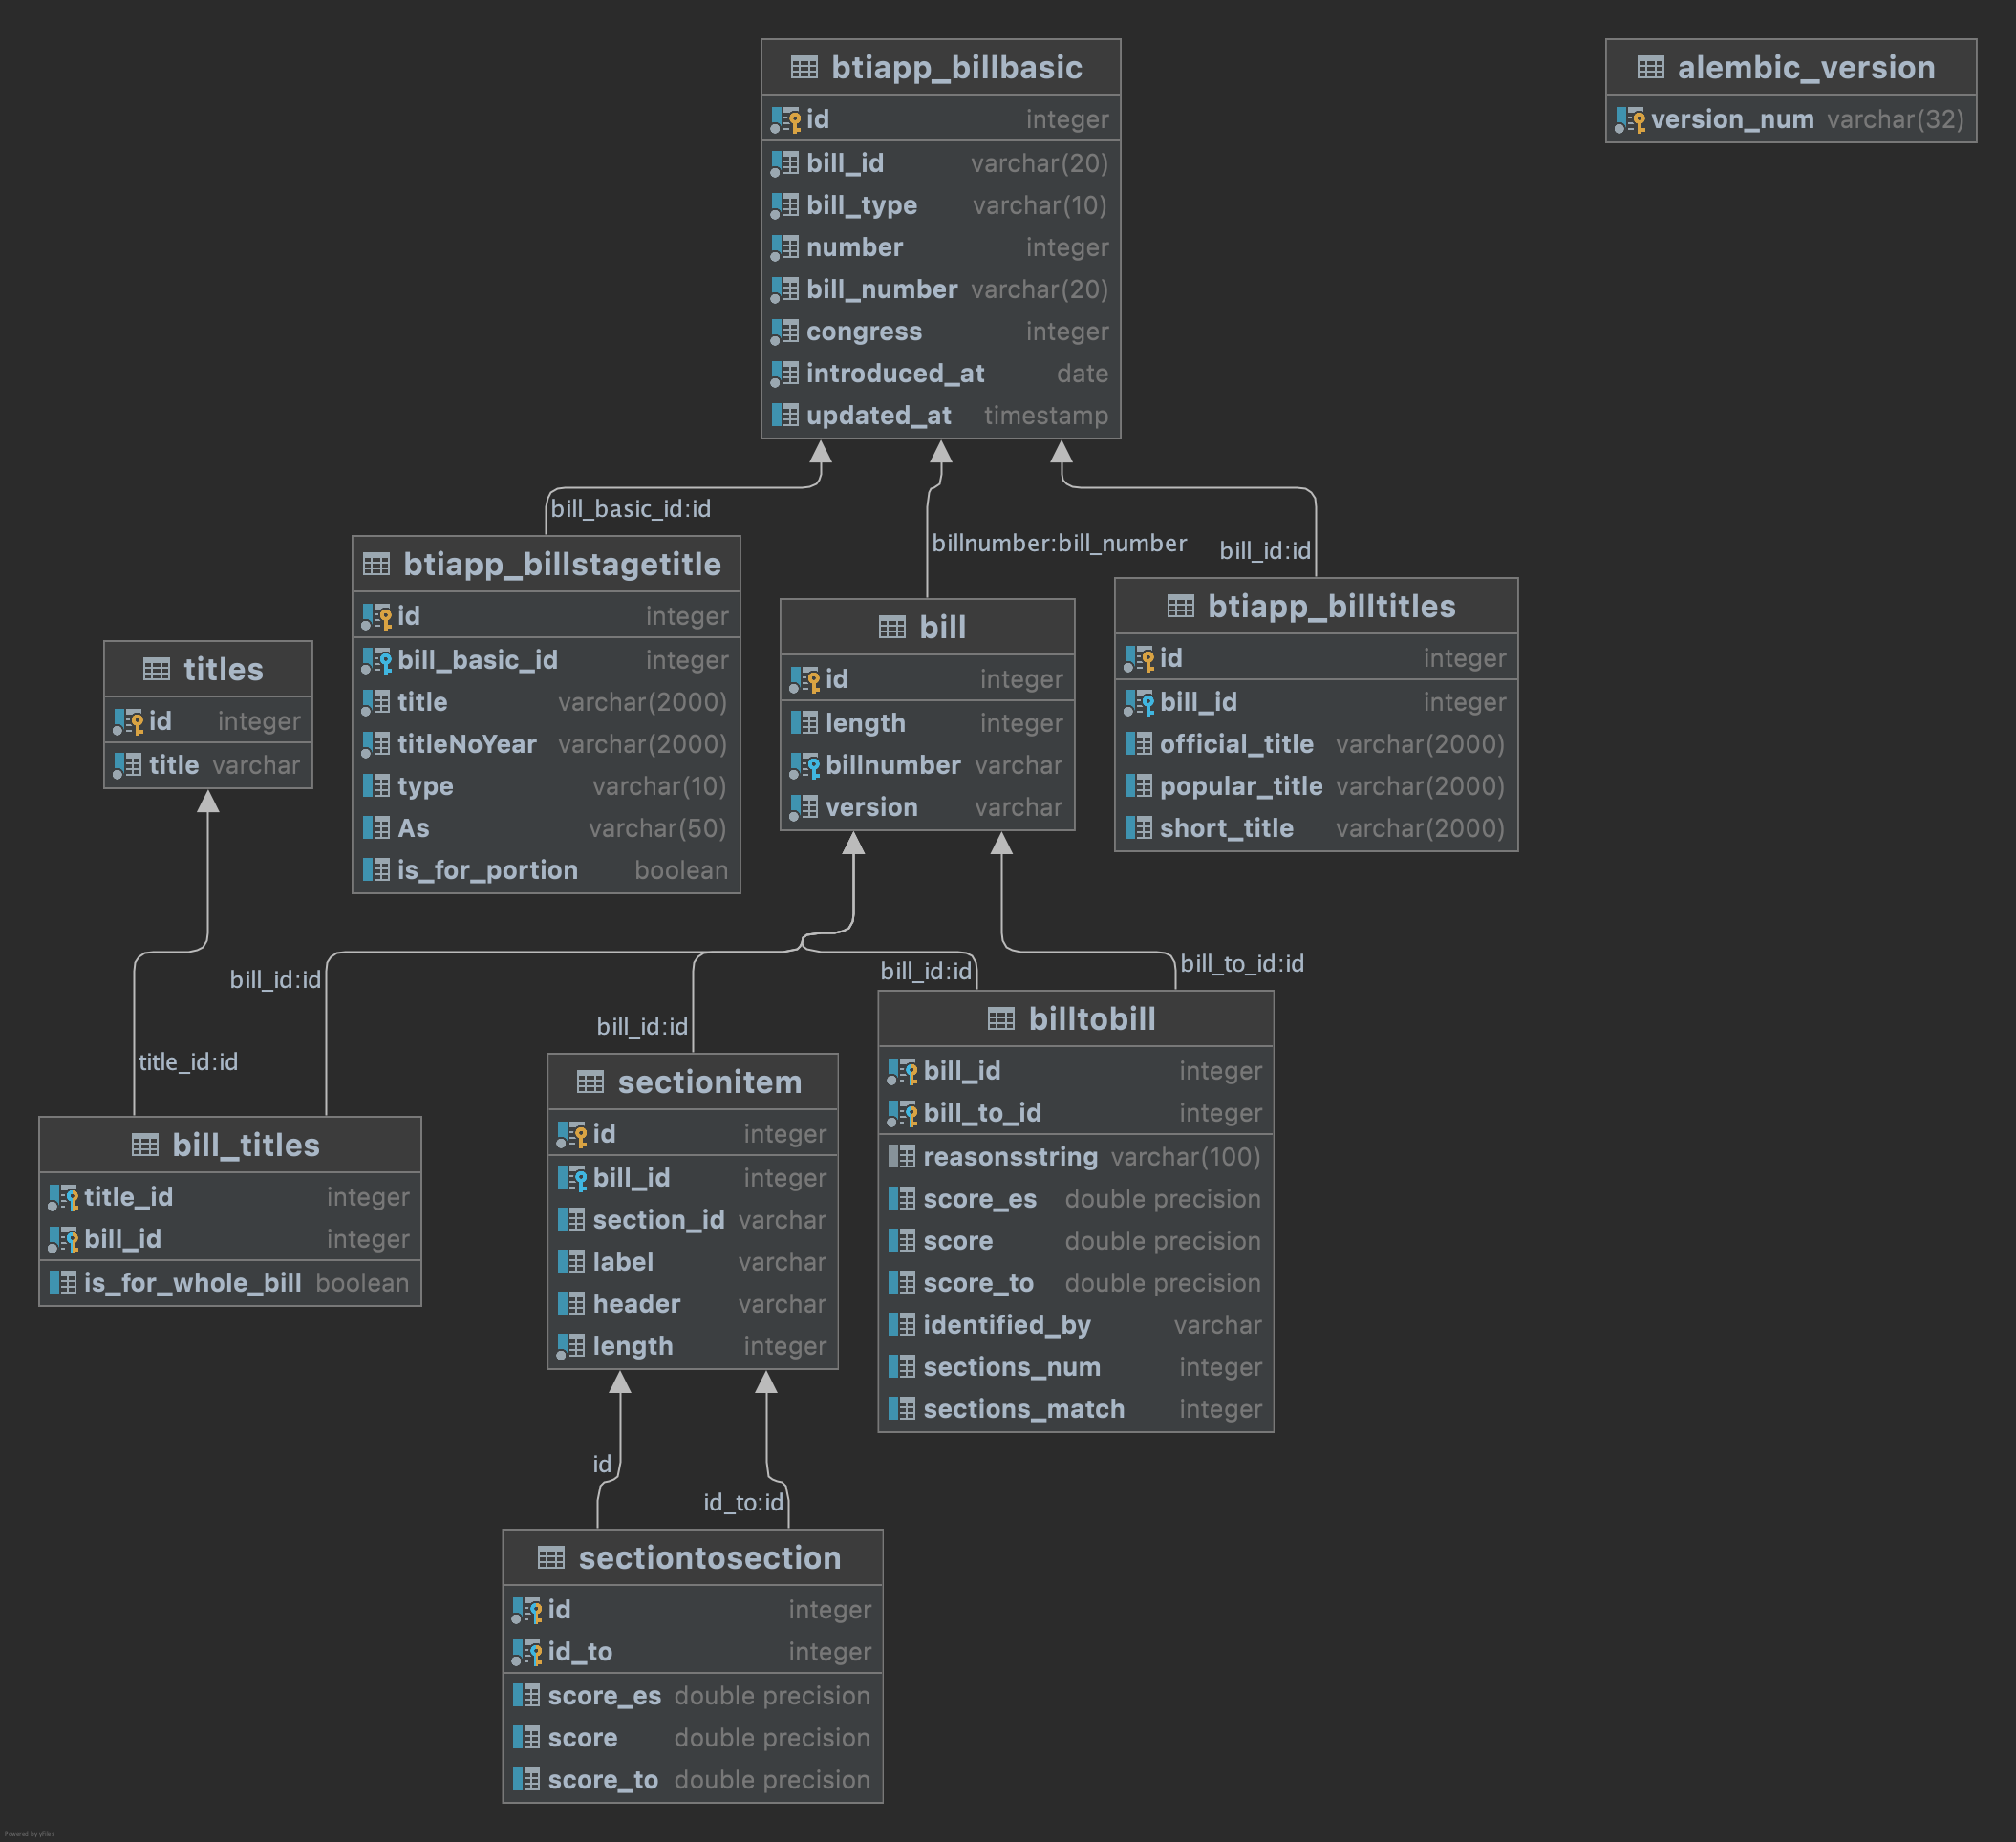 btiapp_billbasic
id integer
bill_id varchar(20)
bill_type varchar(10)
number integer
bill_number varchar(20)
congress integer
introduced_at date
updated_at timestamp
alembic_version
version_num varchar(32)
bill_basic_id:id
billnumber:bill_number
bill_id:id
btiapp_billstagetitle
id integer
bill_basic_id integer
title varchar(2000)
titleNoYear varchar(2000)
type varchar(10)
As varchar(50)
is_for_portion boolean
bill
id integer
length integer
billnumber varchar
version varchar
btiapp_billtitles
id integer
bill_id integer
official_title varchar(2000)
popular_title varchar(2000)
short_title varchar(2000)
titles
id integer
title varchar
bill_id:id
title_id:id
bill_id:id
bill_id:id
bill_to_id:id
bill_titles
title_id integer
bill_id integer
is_for_whole_bill boolean
sectionitem
id integer
bill_id integer
section_id varchar
label varchar
header varchar
length integer
billtobill
bill_id integer
bill_to_id integer
reasonsstring varchar(100)
score_es double precision
score double precision
score_to double precision
identified_by varchar
sections_num integer
sections_match integer
id
id_to:id
sectiontosection
id integer
id_to integer
score_es double precision
score double precision
score_to double precision
Powered by yFiles